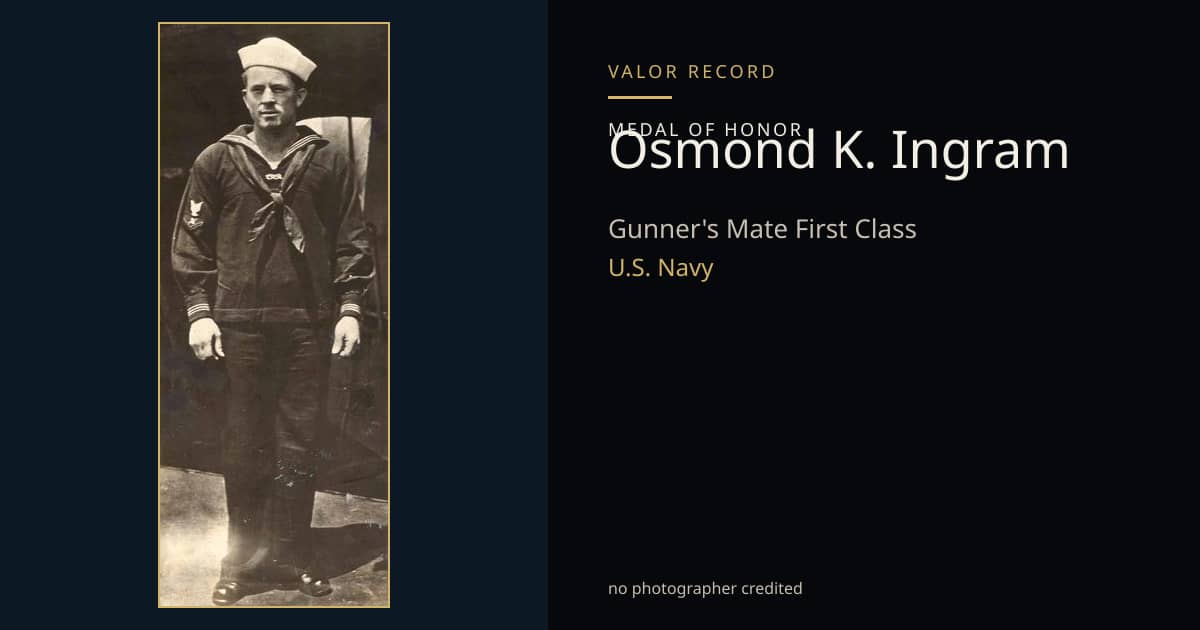 VALOR RECORD
MEDAL OF HONOR
Osmond K. Ingram
Gunner's Mate First Class
U.S. Navy
no photographer credited